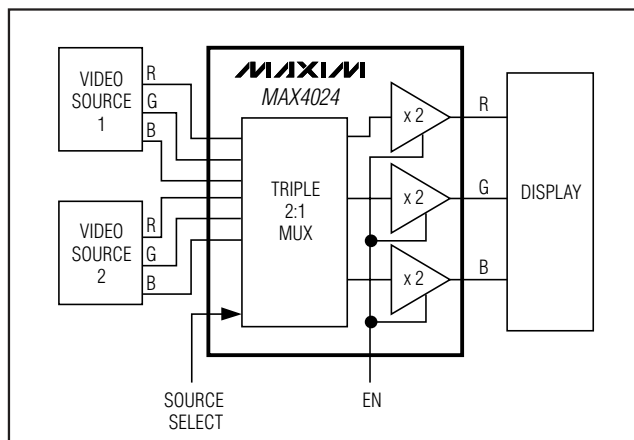 VIDEO
SOURCE
1
R
G
B
VIDEO
SOURCE
2
R
G
B
MAXIM
MAX4024
TRIPLE
2:1
MUX
x 2
x 2
x 2
R
G
B
DISPLAY
SOURCE
SELECT
EN